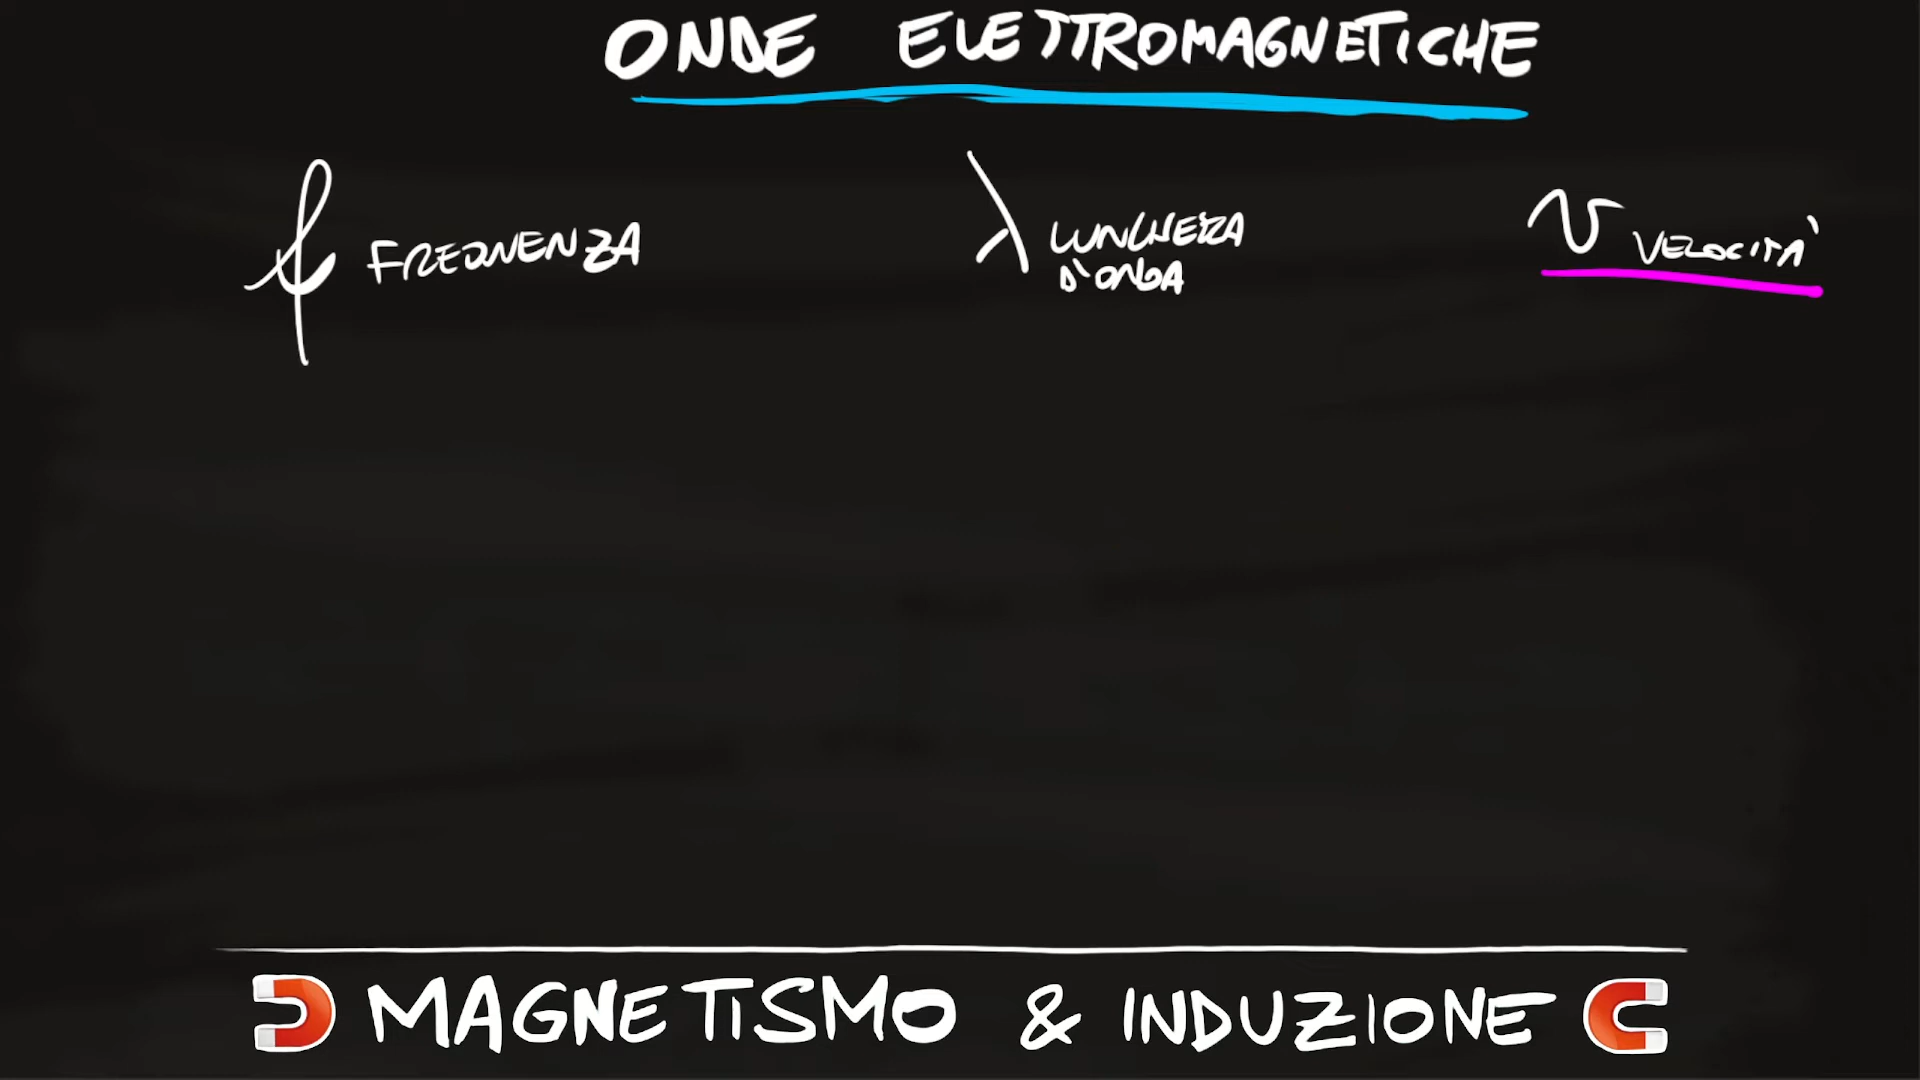 ONDE ELETTROMAGNETICHE
f FREQUENZA
λ LUNGHEZZA
D'ONDA
v VELOCITÀ
MAGNETISMO & INDUZIONE